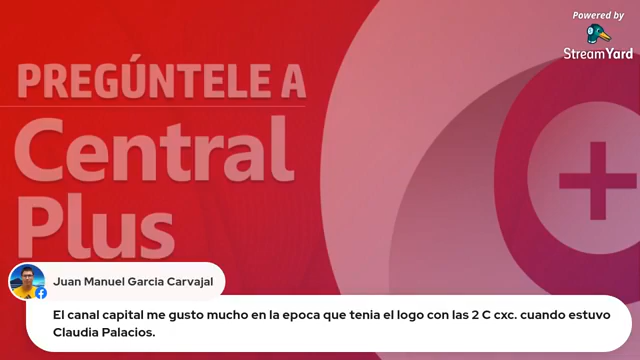 Powered by
StreamYard
PREGÚNTELE A
Central
Plus
Juan Manuel Garcia Carvajal
El canal capital me gusto mucho en la epoca que tenia el logo con las 2 C cxc. cuando estuvo
Claudia Palacios.